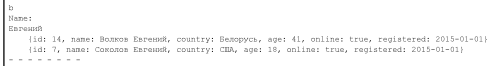 b
Name:
Евгений
{id: 14, name: Волков Евгений, country: Белорусь, age: 41, online: true, registered: 2015-01-01}
{id: 7, name: Соколов Евгений, country: США, age: 18, online: true, registered: 2015-01-01}
- - - - - - - -